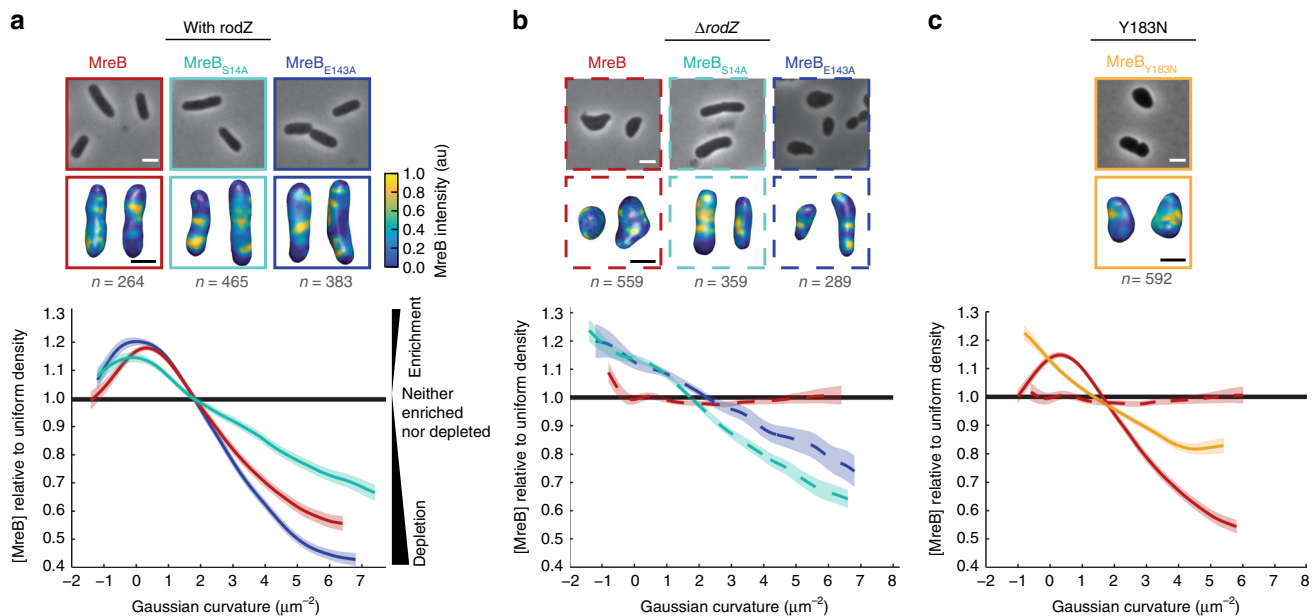 a
With rodZ
MreB
MreB_S14A
MreB_E143A
1.0
0.8
0.6
0.4
0.2
0.0
MreB intensity (au)
n = 264
n = 465
n = 383
1.3
1.2
1.1
1.0
0.9
0.8
0.7
0.6
0.5
0.4
[MreB] relative to uniform density
−2
−1
0
1
2
3
4
5
6
7
Gaussian curvature (μm⁻²)
Enrichment
Neither
enriched
nor depleted
Depletion
b
ΔrodZ
MreB
MreB_S14A
MreB_E143A
n = 559
n = 359
n = 289
1.3
1.2
1.1
1.0
0.9
0.8
0.7
0.6
0.5
0.4
[MreB] relative to uniform density
−2
−1
0
1
2
3
4
5
6
7
8
Gaussian curvature (μm⁻²)
c
Y183N
MreB_Y183N
n = 592
1.3
1.2
1.1
1.0
0.9
0.8
0.7
0.6
0.5
0.4
[MreB] relative to uniform density
−2
−1
0
1
2
3
4
5
6
7
8
Gaussian curvature (μm⁻²)